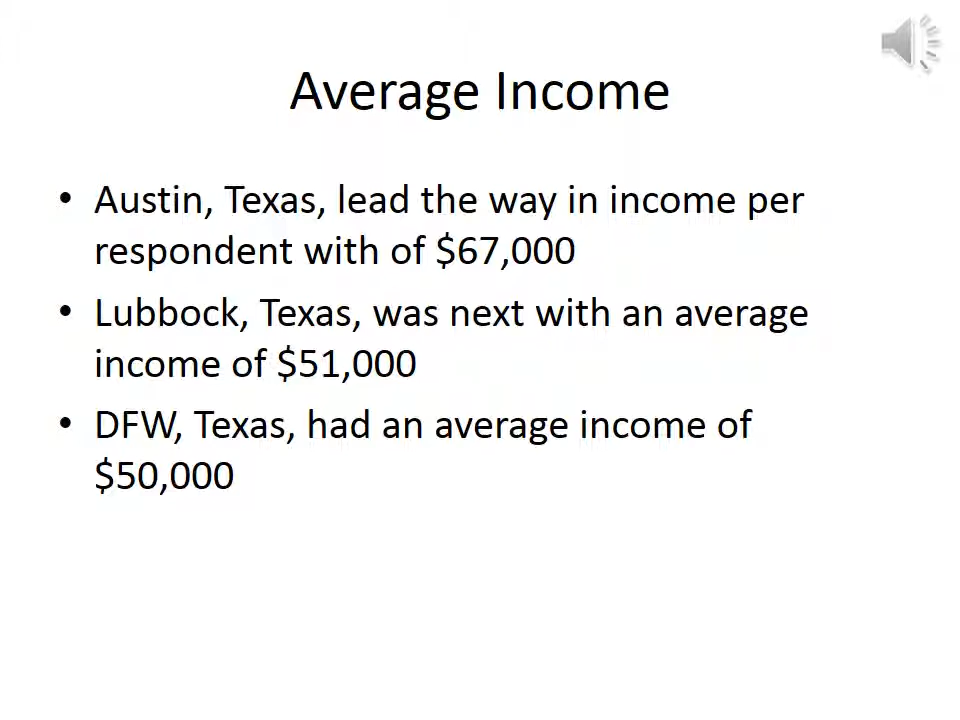 Average Income
• Austin, Texas, lead the way in income per
respondent with of $67,000
• Lubbock, Texas, was next with an average
income of $51,000
• DFW, Texas, had an average income of
$50,000